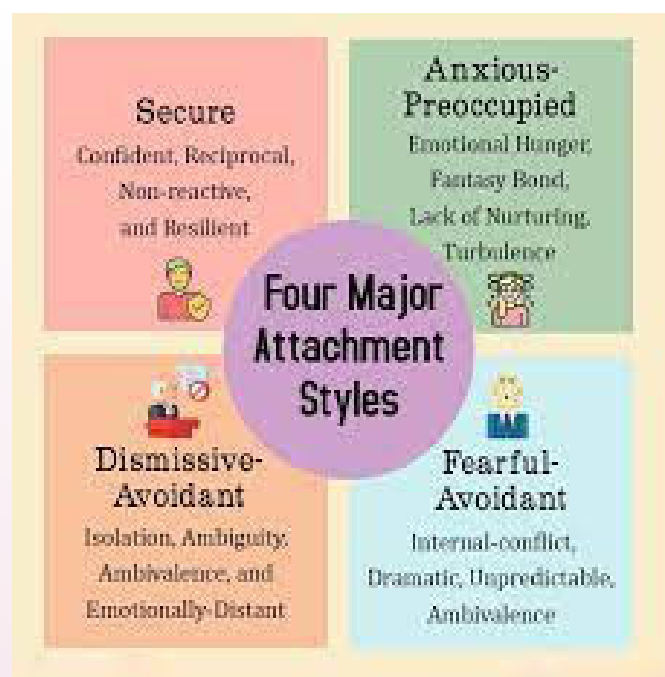 Secure
Confident, Reciprocal,
Non-reactive,
and Resilient
Anxious-
Preoccupied
Emotional Hunger,
Fantasy Bond,
Lack of Nurturing,
Turbulence
Four Major
Attachment
Styles
Dismissive-
Avoidant
Isolation, Ambiguity,
Ambivalence, and
Emotionally-Distant
Fearful-
Avoidant
Internal-conflict,
Dramatic, Unpredictable,
Ambivalence